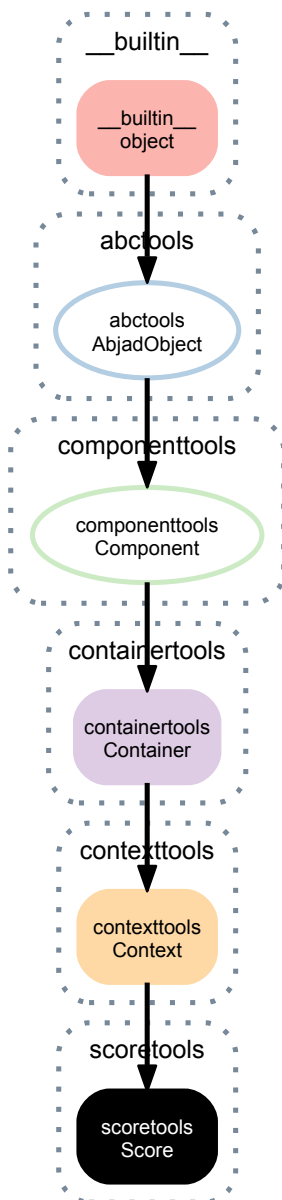 __builtin__
__builtin__
object
abctools
abctools
AbjadObject
componenttools
componenttools
Component
containertools
containertools
Container
contexttools
contexttools
Context
scoretools
scoretools
Score